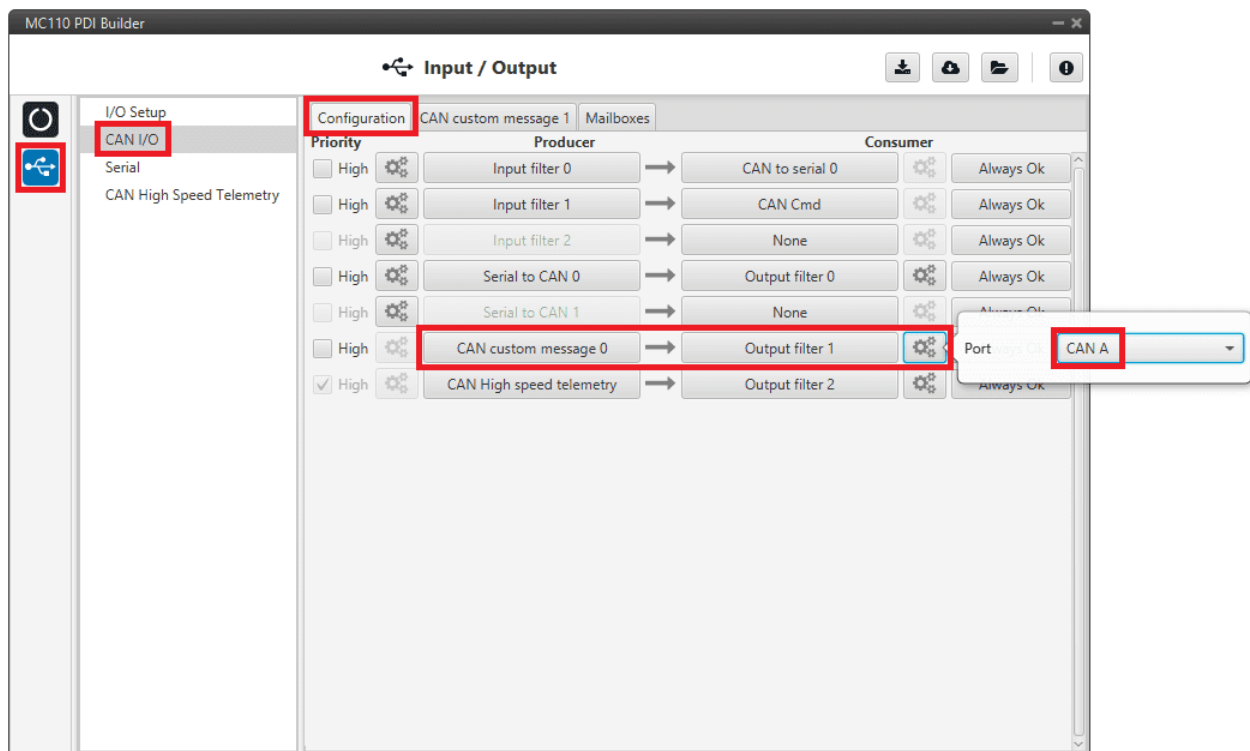 MC110 PDI Builder
Input / Output
I/O Setup
CAN I/O
Serial
CAN High Speed Telemetry
Configuration CAN custom message 1 Mailboxes
Priority Producer Consumer
High Input filter 0 CAN to serial 0 Always Ok
High Input filter 1 CAN Cmd Always Ok
High Input filter 2 None Always Ok
High Serial to CAN 0 Output filter 0 Always Ok
High Serial to CAN 1 None Always Ok
High CAN custom message 0 Output filter 1 Port CAN A
High CAN High speed telemetry Output filter 2 Always Ok